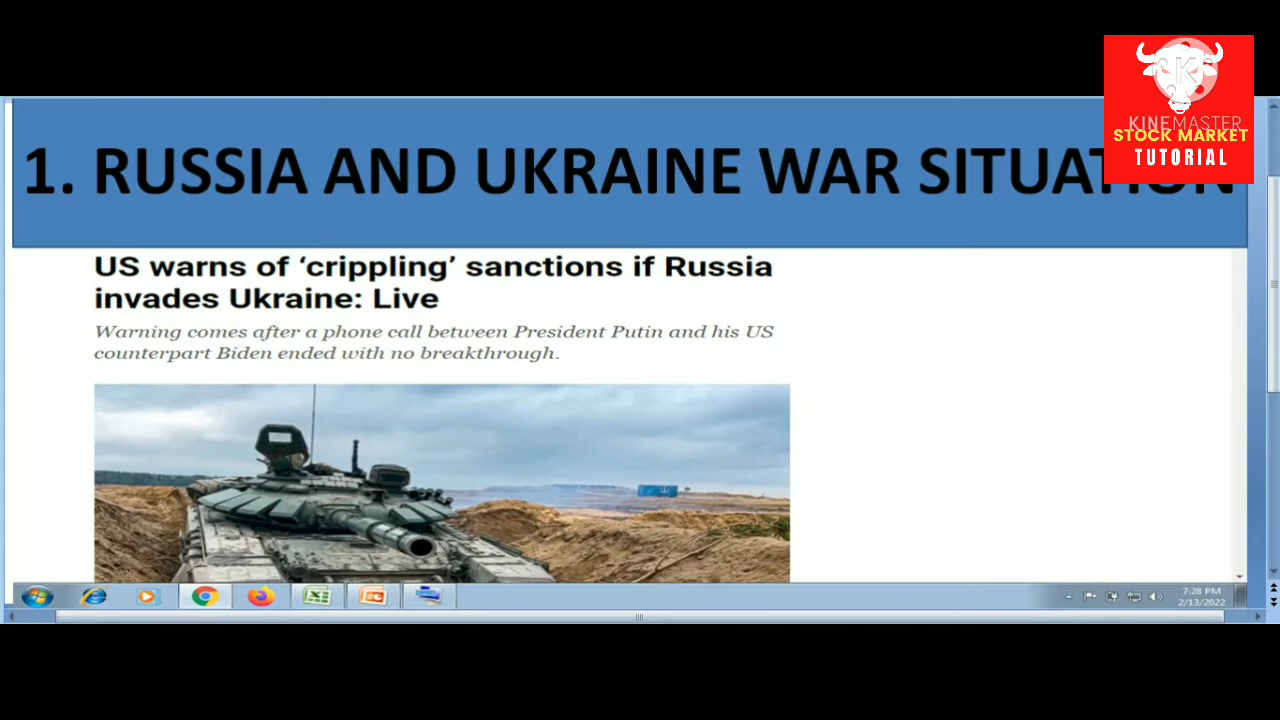 KINEMASTER
STOCK MARKET
TUTORIAL
1. RUSSIA AND UKRAINE WAR SITUATION
US warns of ‘crippling’ sanctions if Russia
invades Ukraine: Live
Warning comes after a phone call between President Putin and his US
counterpart Biden ended with no breakthrough.
7:28 PM
2/13/2022